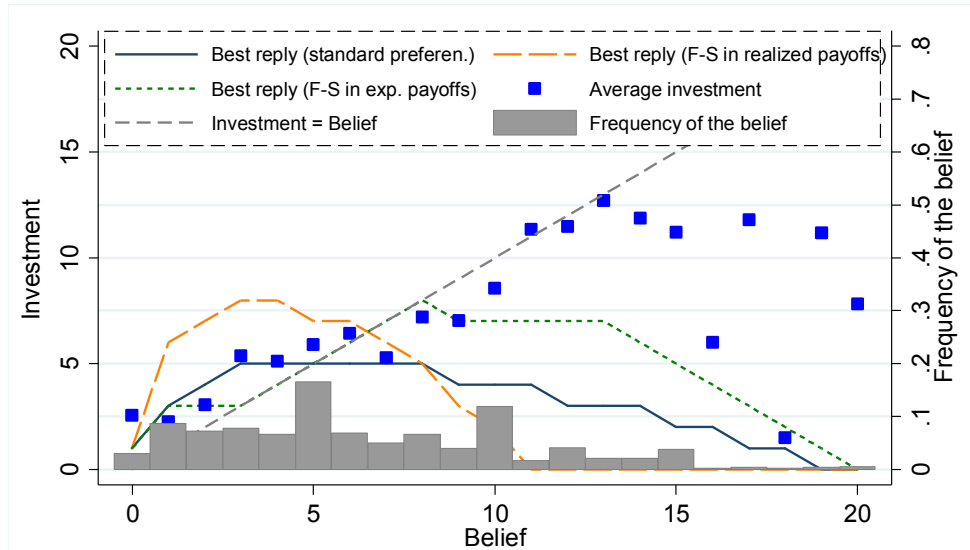 Best reply (standard preferen.)
Best reply (F-S in realized payoffs)
Best reply (F-S in exp. payoffs)
Average investment
Investment = Belief
Frequency of the belief
Investment
20
15
10
5
0
Frequency of the belief
.8
.7
.6
.5
.4
.3
.2
.1
0
0
5
10
15
20
Belief